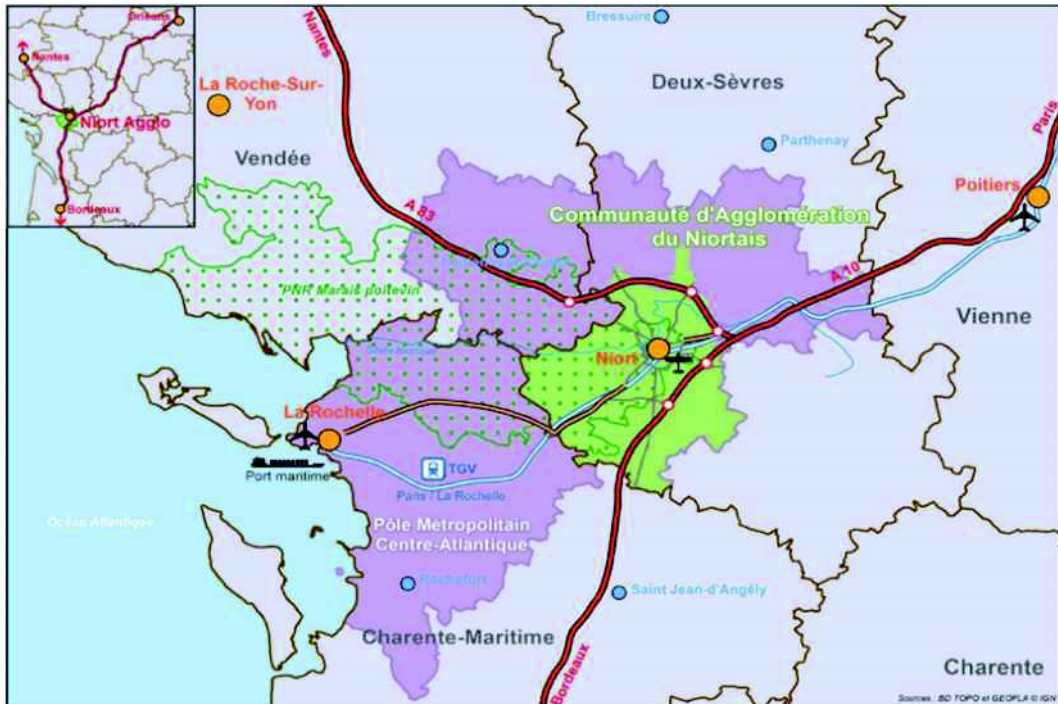 Orléans
Nantes
Niort Agglo
Bordeaux
Nantes
Bressuire
La Roche-Sur-
Yon
Deux-Sèvres
Paris
Vendée
Parthenay
Poitiers
A 83
Communauté d'Agglomération
du Niortais
PNR Marais poitevin
A 10
Vienne
Niort
La Rochelle
TGV
Port maritime
Paris / La Rochelle
Océan Atlantique
Pôle Métropolitain
Centre-Atlantique
Rochefort
Saint Jean-d'Angély
Charente-Maritime
Bordeaux
Charente
Sources : BD TOPO et GEOFLA © IGN